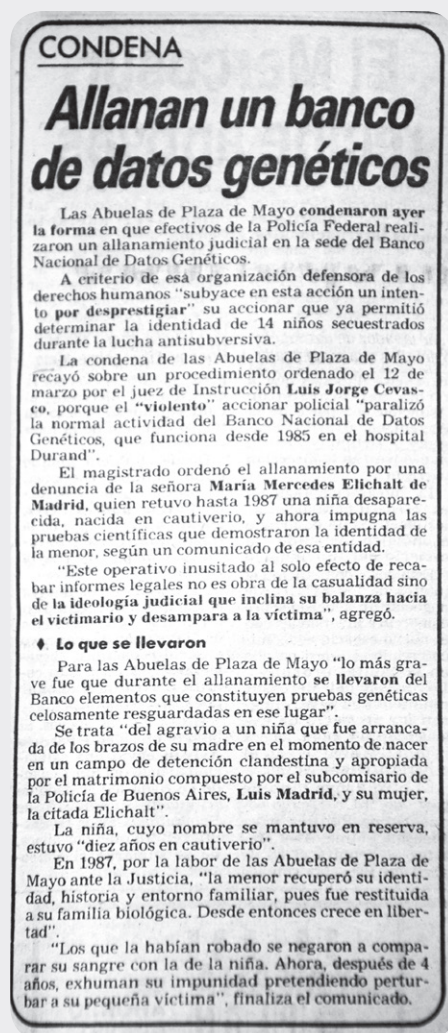 CONDENA
Allanan un banco
de datos genéticos
Las Abuelas de Plaza de Mayo condenaron ayer
la forma en que efectivos de la Policía Federal reali-
zaron un allanamiento judicial en la sede del Banco
Nacional de Datos Genéticos.
A criterio de esa organización defensora de los
derechos humanos "subyace en esta acción un inten-
to por desprestigiar" su accionar que ya permitió
determinar la identidad de 14 niños secuestrados
durante la lucha antisubversiva.
La condena de las Abuelas de Plaza de Mayo
recayó sobre un procedimiento ordenado el 12 de
marzo por el juez de Instrucción Luis Jorge Cevas-
co, porque el "violento" accionar policial "paralizó
la normal actividad del Banco Nacional de Datos
Genéticos, que funciona desde 1985 en el hospital
Durand".
El magistrado ordenó el allanamiento por una
denuncia de la señora María Mercedes Elichalt de
Madrid, quien retuvo hasta 1987 una niña desapare-
cida, nacida en cautiverio, y ahora impugna las
pruebas científicas que demostraron la identidad de
la menor, según un comunicado de esa entidad.
"Este operativo inusitado al solo efecto de reca-
bar informes legales no es obra de la casualidad sino
de la ideología judicial que inclina su balanza hacia
el victimario y desampara a la víctima", agregó.
♦ Lo que se llevaron
Para las Abuelas de Plaza de Mayo "lo más gra-
ve fue que durante el allanamiento se llevaron del
Banco elementos que constituyen pruebas genéticas
celosamente resguardadas en ese lugar".
Se trata "del agravio a un niña que fue arranca-
da de los brazos de su madre en el momento de nacer
en un campo de detención clandestina y apropiada
por el matrimonio compuesto por el subcomisario de
la Policía de Buenos Aires, Luis Madrid, y su mujer,
la citada Elichalt".
La niña, cuyo nombre se mantuvo en reserva,
estuvo "diez años en cautiverio".
En 1987, por la labor de las Abuelas de Plaza de
Mayo ante la Justicia, "la menor recuperó su identi-
dad, historia y entorno familiar, pues fue restituida
a su familia biológica. Desde entonces crece en liber-
tad".
"Los que la habían robado se negaron a compa-
rar su sangre con la de la niña. Ahora, después de 4
años, exhuman su impunidad pretendiendo pertur-
bar a su pequeña víctima", finaliza el comunicado.